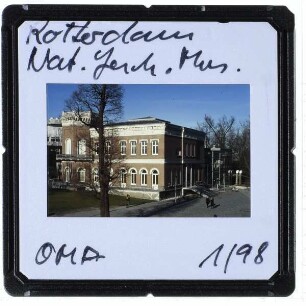 Rotterdam
Nat. Gesch. Mus.
OMA 1/98